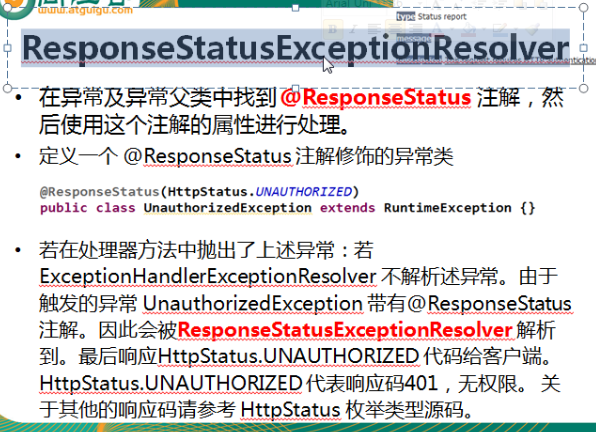 www.atguigu.com
type Status report
message
ResponseStatusExceptionResolver
• 在异常及异常父类中找到 @ResponseStatus 注解，然
后使用这个注解的属性进行处理。
• 定义一个 @ResponseStatus 注解修饰的异常类
@ResponseStatus(HttpStatus.UNAUTHORIZED)
public class UnauthorizedException extends RuntimeException {}
• 若在处理器方法中抛出了上述异常：若
ExceptionHandlerExceptionResolver 不解析述异常。由于
触发的异常 UnauthorizedException 带有@ResponseStatus
注解。因此会被ResponseStatusExceptionResolver 解析
到。最后响应HttpStatus.UNAUTHORIZED 代码给客户端。
HttpStatus.UNAUTHORIZED 代表响应码401，无权限。 关
于其他的响应码请参考 HttpStatus 枚举类型源码。